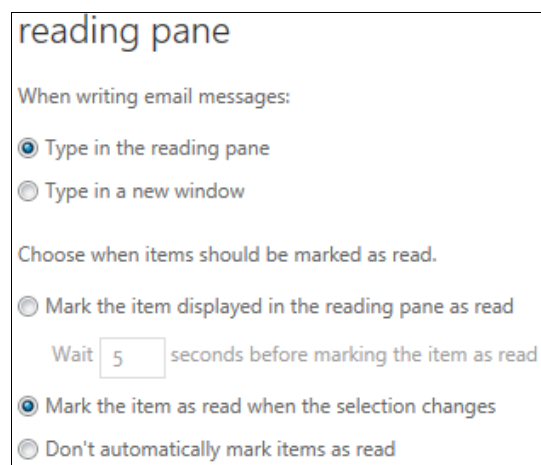 reading pane
When writing email messages:
Type in the reading pane
Type in a new window
Choose when items should be marked as read.
Mark the item displayed in the reading pane as read
Wait 5 seconds before marking the item as read
Mark the item as read when the selection changes
Don't automatically mark items as read